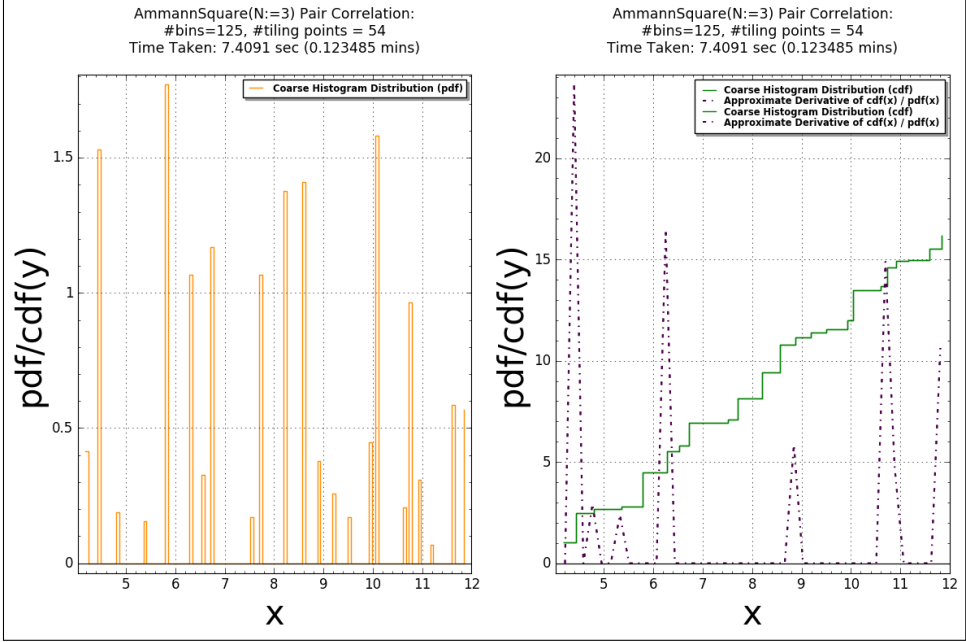 AmmannSquare(N:=3) Pair Correlation:
#bins=125, #tiling points = 54
Time Taken: 7.4091 sec (0.123485 mins)
Coarse Histogram Distribution (pdf)
pdf/cdf(y)
1.5
1
0.5
0
5 6 7 8 9 10 11 12
x
AmmannSquare(N:=3) Pair Correlation:
#bins=125, #tiling points = 54
Time Taken: 7.4091 sec (0.123485 mins)
Coarse Histogram Distribution (cdf)
Approximate Derivative of cdf(x) / pdf(x)
Coarse Histogram Distribution (cdf)
Approximate Derivative of cdf(x) / pdf(x)
pdf/cdf(y)
20
15
10
5
0
5 6 7 8 9 10 11 12
x